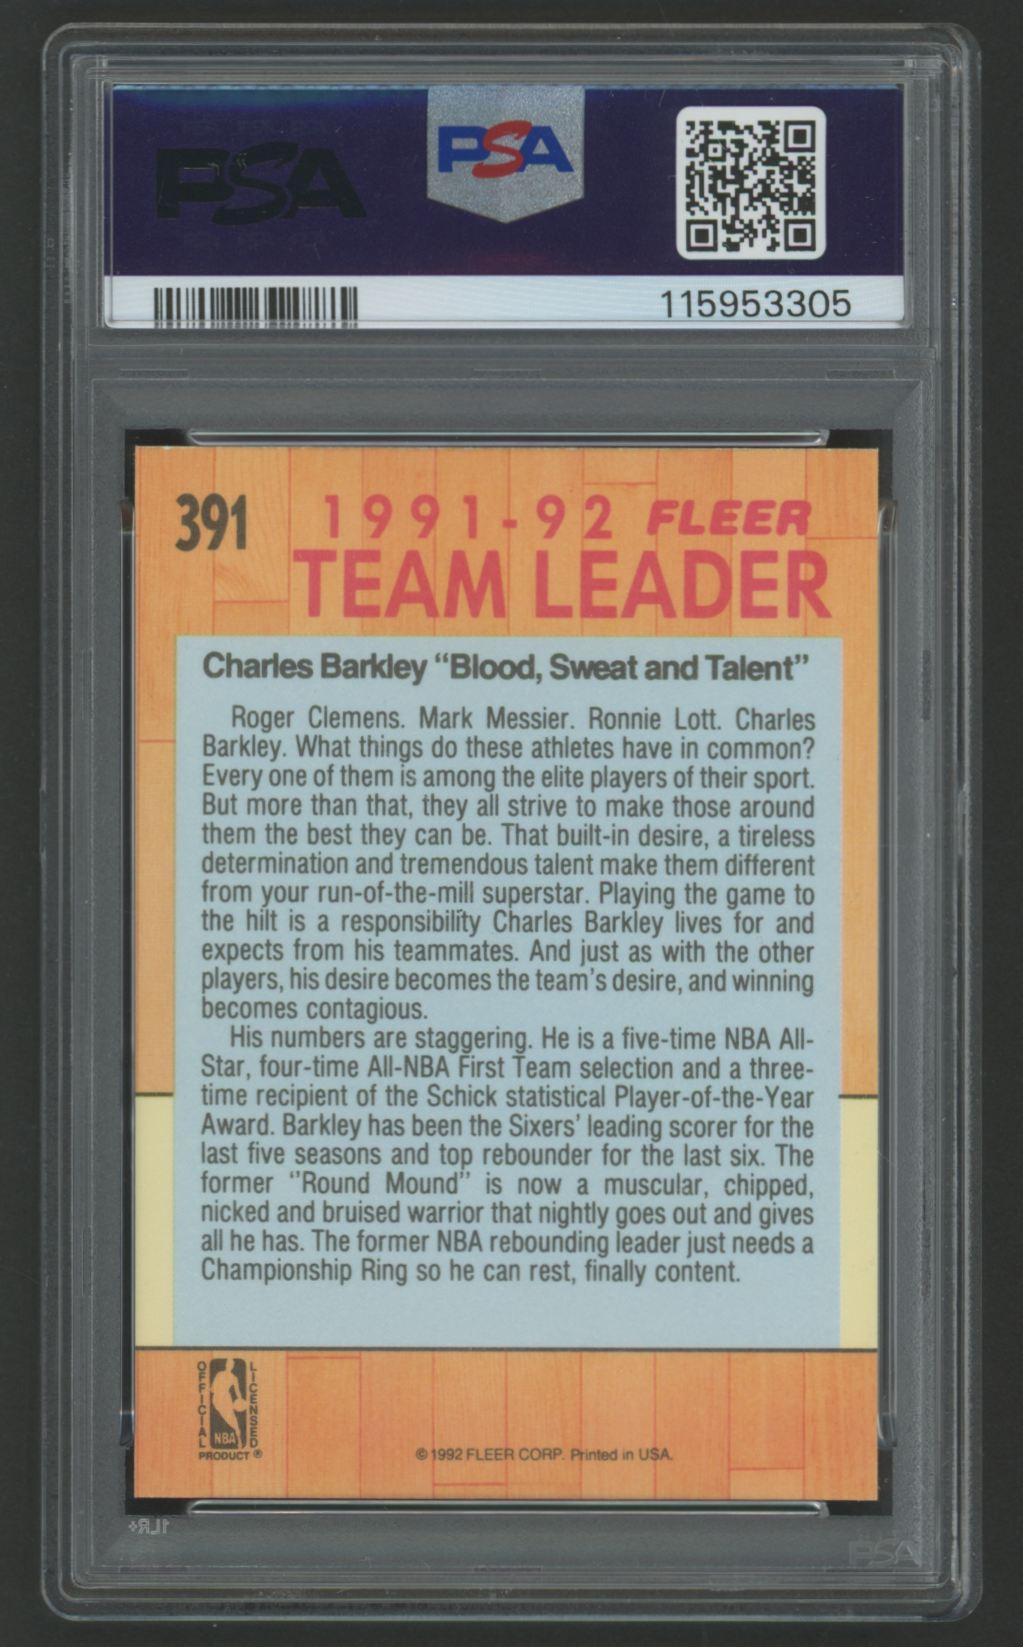 PSA
PSA
115953305
391
1991-92 FLEER
TEAM LEADER
Charles Barkley "Blood, Sweat and Talent"
Roger Clemens. Mark Messier. Ronnie Lott. Charles
Barkley. What things do these athletes have in common?
Every one of them is among the elite players of their sport.
But more than that, they all strive to make those around
them the best they can be. That built-in desire, a tireless
determination and tremendous talent make them different
from your run-of-the-mill superstar. Playing the game to
the hilt is a responsibility Charles Barkley lives for and
expects from his teammates. And just as with the other
players, his desire becomes the team's desire, and winning
becomes contagious.
His numbers are staggering. He is a five-time NBA All-
Star, four-time All-NBA First Team selection and a three-
time recipient of the Schick statistical Player-of-the-Year
Award. Barkley has been the Sixers' leading scorer for the
last five seasons and top rebounder for the last six. The
former "Round Mound" is now a muscular, chipped,
nicked and bruised warrior that nightly goes out and gives
all he has. The former NBA rebounding leader just needs a
Championship Ring so he can rest, finally content.
OFFICIAL
LICENSED
NBA
PRODUCT ®
© 1992 FLEER CORP. Printed in USA.
1LR+
PSA